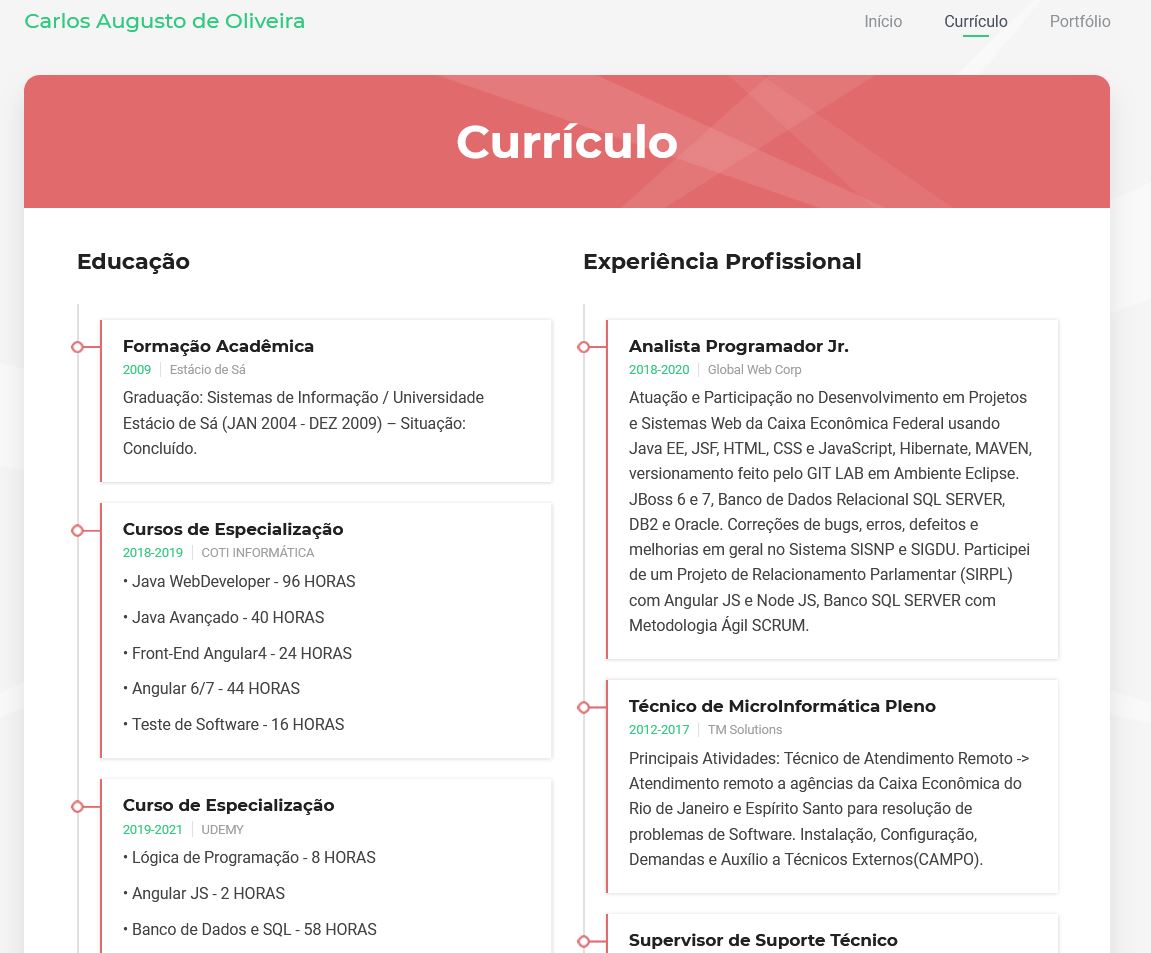 Carlos Augusto de Oliveira
Início
Currículo
Portfólio
Currículo
Educação
Formação Acadêmica
2009
Estácio de Sá
Graduação: Sistemas de Informação / Universidade
Estácio de Sá (JAN 2004 - DEZ 2009) – Situação:
Concluído.
Cursos de Especialização
2018-2019
COTI INFORMÁTICA
• Java WebDeveloper - 96 HORAS
• Java Avançado - 40 HORAS
• Front-End Angular4 - 24 HORAS
• Angular 6/7 - 44 HORAS
• Teste de Software - 16 HORAS
Curso de Especialização
2019-2021
UDEMY
• Lógica de Programação - 8 HORAS
• Angular JS - 2 HORAS
• Banco de Dados e SQL - 58 HORAS
Experiência Profissional
Analista Programador Jr.
2018-2020
Global Web Corp
Atuação e Participação no Desenvolvimento em Projetos
e Sistemas Web da Caixa Econômica Federal usando
Java EE, JSF, HTML, CSS e JavaScript, Hibernate, MAVEN,
versionamento feito pelo GIT LAB em Ambiente Eclipse.
JBoss 6 e 7, Banco de Dados Relacional SQL SERVER,
DB2 e Oracle. Correções de bugs, erros, defeitos e
melhorias em geral no Sistema SISNP e SIGDU. Participei
de um Projeto de Relacionamento Parlamentar (SIRPL)
com Angular JS e Node JS, Banco SQL SERVER com
Metodologia Ágil SCRUM.
Técnico de MicroInformática Pleno
2012-2017
TM Solutions
Principais Atividades: Técnico de Atendimento Remoto ->
Atendimento remoto a agências da Caixa Econômica do
Rio de Janeiro e Espírito Santo para resolução de
problemas de Software. Instalação, Configuração,
Demandas e Auxílio a Técnicos Externos(CAMPO).
Supervisor de Suporte Técnico